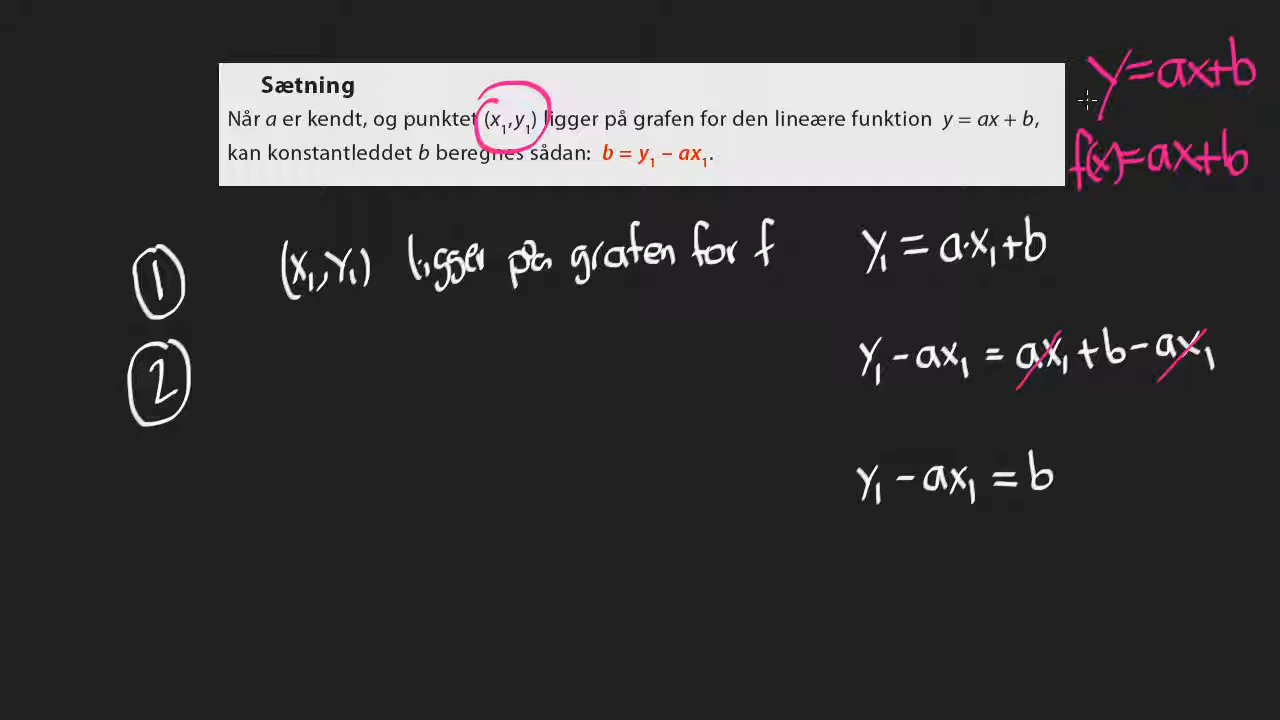 Sætning
Når a er kendt, og punktet (x₁,y₁) ligger på grafen for den lineære funktion y = ax + b,
kan konstantleddet b beregnes sådan: b = y₁ – ax₁.
y=ax+b
f(x)=ax+b
1 (x₁,y₁) ligger på grafen for f y₁ = a·x₁+b
2 y₁ - ax₁ = ax₁ + b - ax₁
y₁ - ax₁ = b